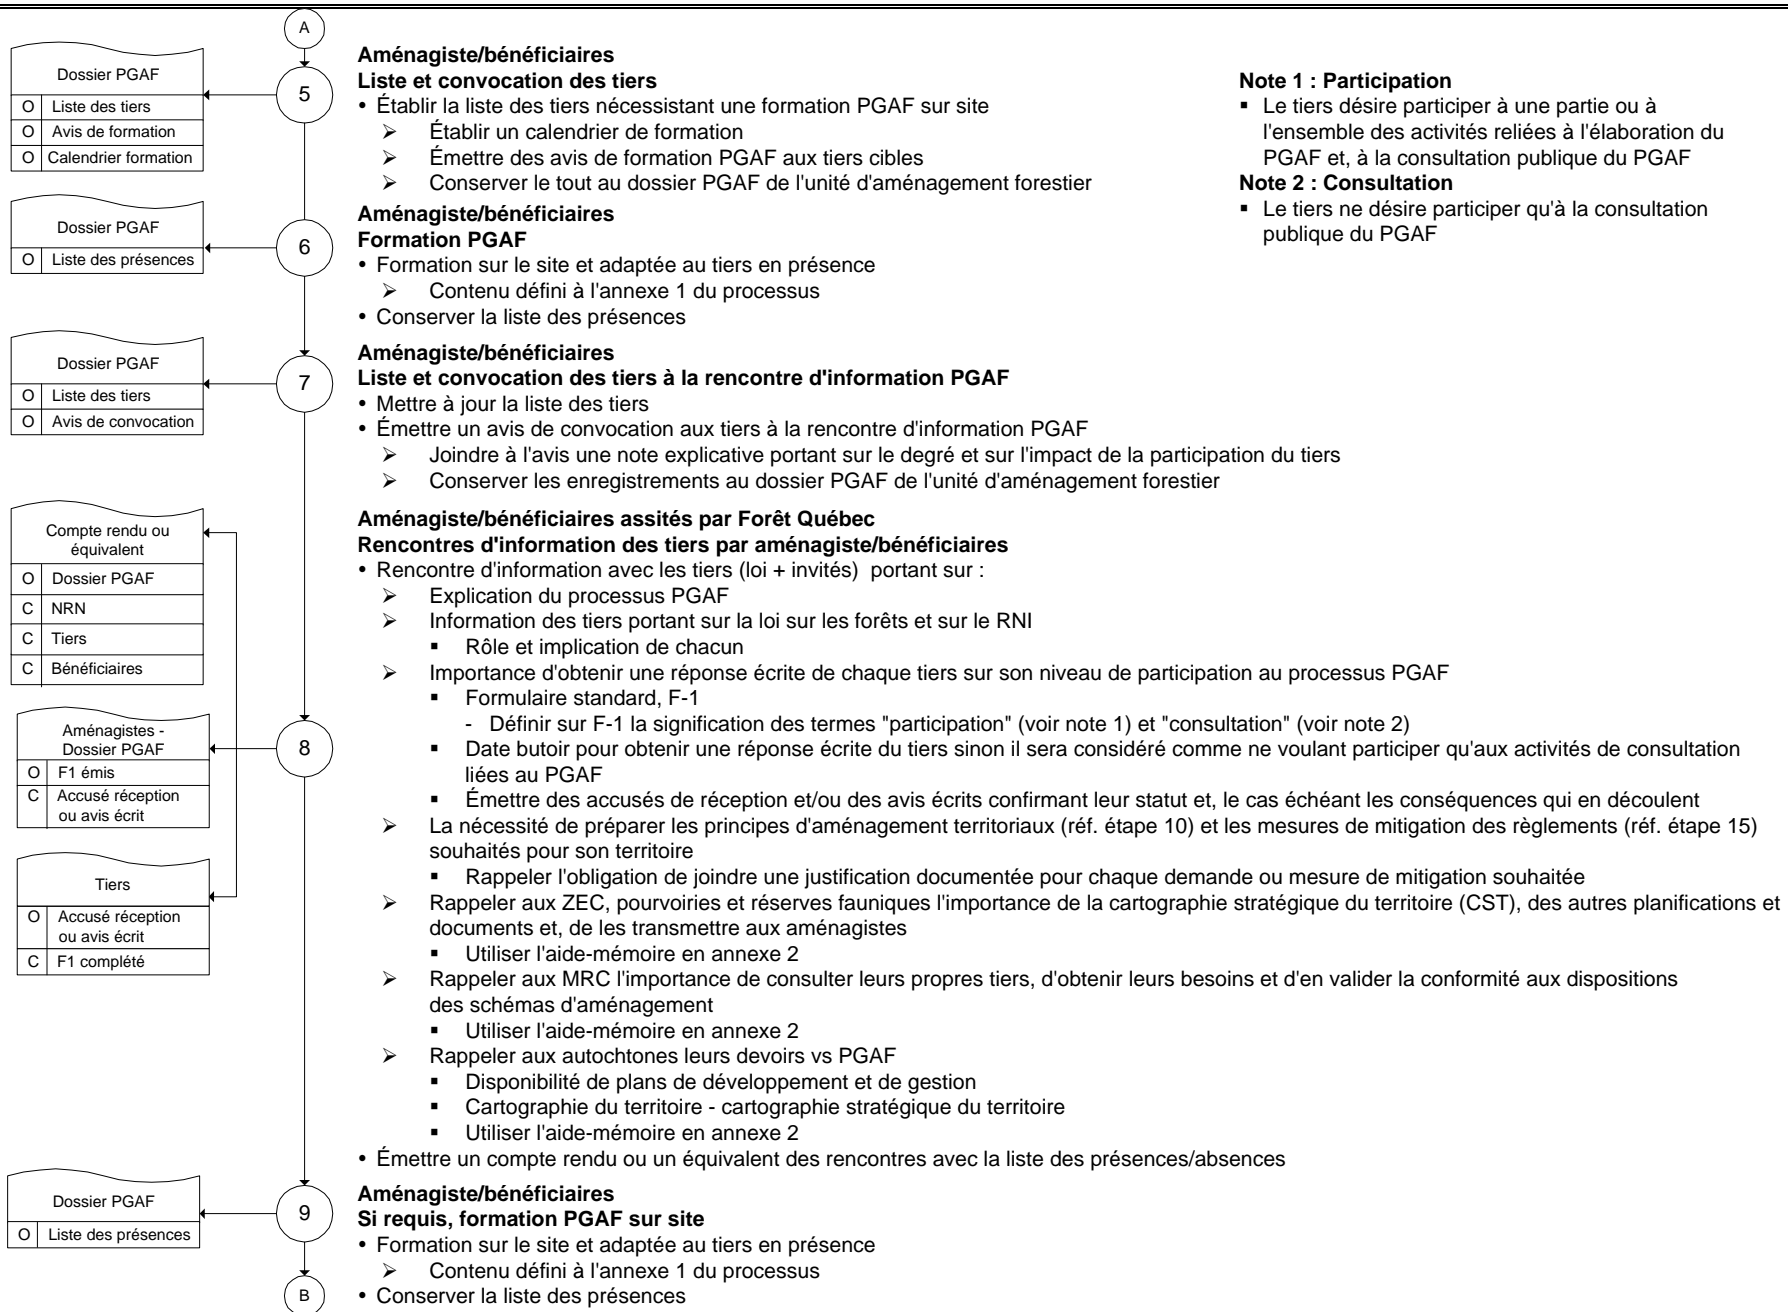 A
Dossier PGAF
O Liste des tiers
O Avis de formation
O Calendrier formation
5
Aménagiste/bénéficiaires
Liste et convocation des tiers
• Établir la liste des tiers nécessistant une formation PGAF sur site
➢ Établir un calendrier de formation
➢ Émettre des avis de formation PGAF aux tiers cibles
➢ Conserver le tout au dossier PGAF de l'unité d'aménagement forestier
Note 1 : Participation
▪ Le tiers désire participer à une partie ou à
l'ensemble des activités reliées à l'élaboration du
PGAF et, à la consultation publique du PGAF
Note 2 : Consultation
▪ Le tiers ne désire participer qu'à la consultation
publique du PGAF
Dossier PGAF
O Liste des présences
6
Aménagiste/bénéficiaires
Formation PGAF
• Formation sur le site et adaptée au tiers en présence
➢ Contenu défini à l'annexe 1 du processus
• Conserver la liste des présences
Dossier PGAF
O Liste des tiers
O Avis de convocation
7
Aménagiste/bénéficiaires
Liste et convocation des tiers à la rencontre d'information PGAF
• Mettre à jour la liste des tiers
• Émettre un avis de convocation aux tiers à la rencontre d'information PGAF
➢ Joindre à l'avis une note explicative portant sur le degré et sur l'impact de la participation du tiers
➢ Conserver les enregistrements au dossier PGAF de l'unité d'aménagement forestier
Compte rendu ou
équivalent
O Dossier PGAF
C NRN
C Tiers
C Bénéficiaires
Aménagistes -
Dossier PGAF
O F1 émis
C Accusé réception
ou avis écrit
Tiers
O Accusé réception
ou avis écrit
C F1 complété
8
Aménagiste/bénéficiaires assités par Forêt Québec
Rencontres d'information des tiers par aménagiste/bénéficiaires
• Rencontre d'information avec les tiers (loi + invités) portant sur :
➢ Explication du processus PGAF
➢ Information des tiers portant sur la loi sur les forêts et sur le RNI
▪ Rôle et implication de chacun
➢ Importance d'obtenir une réponse écrite de chaque tiers sur son niveau de participation au processus PGAF
▪ Formulaire standard, F-1
- Définir sur F-1 la signification des termes "participation" (voir note 1) et "consultation" (voir note 2)
▪ Date butoir pour obtenir une réponse écrite du tiers sinon il sera considéré comme ne voulant participer qu'aux activités de consultation
liées au PGAF
▪ Émettre des accusés de réception et/ou des avis écrits confirmant leur statut et, le cas échéant les conséquences qui en découlent
➢ La nécessité de préparer les principes d'aménagement territoriaux (réf. étape 10) et les mesures de mitigation des règlements (réf. étape 15)
souhaités pour son territoire
▪ Rappeler l'obligation de joindre une justification documentée pour chaque demande ou mesure de mitigation souhaitée
➢ Rappeler aux ZEC, pourvoiries et réserves fauniques l'importance de la cartographie stratégique du territoire (CST), des autres planifications et
documents et, de les transmettre aux aménagistes
▪ Utiliser l'aide-mémoire en annexe 2
➢ Rappeler aux MRC l'importance de consulter leurs propres tiers, d'obtenir leurs besoins et d'en valider la conformité aux dispositions
des schémas d'aménagement
▪ Utiliser l'aide-mémoire en annexe 2
➢ Rappeler aux autochtones leurs devoirs vs PGAF
▪ Disponibilité de plans de développement et de gestion
▪ Cartographie du territoire - cartographie stratégique du territoire
▪ Utiliser l'aide-mémoire en annexe 2
• Émettre un compte rendu ou un équivalent des rencontres avec la liste des présences/absences
Dossier PGAF
O Liste des présences
9
Aménagiste/bénéficiaires
Si requis, formation PGAF sur site
• Formation sur le site et adaptée au tiers en présence
➢ Contenu défini à l'annexe 1 du processus
• Conserver la liste des présences
B